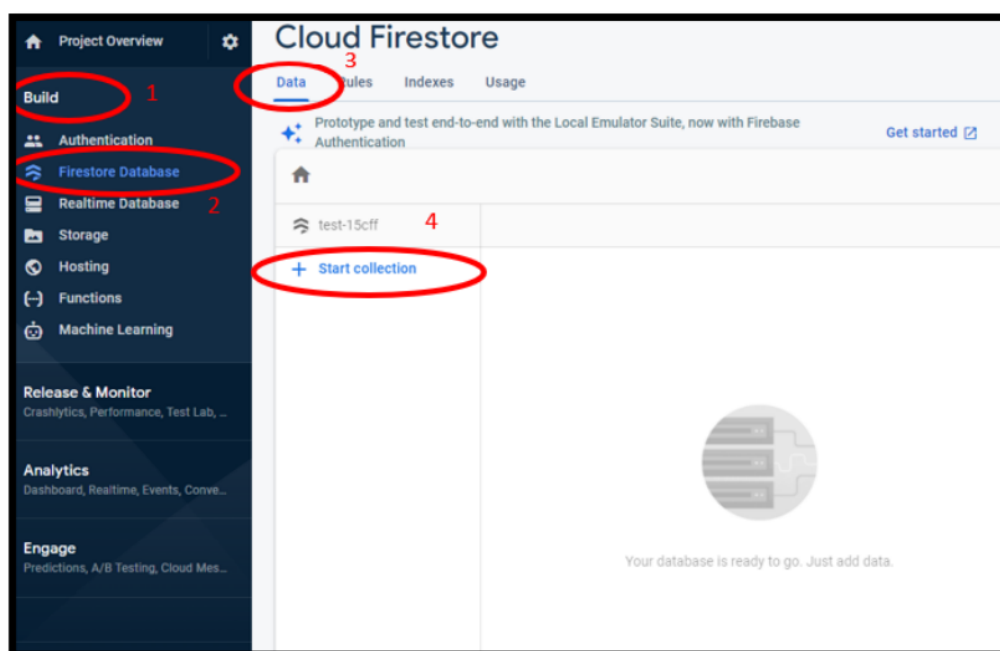 Project Overview
Build
1
Authentication
Firestore Database
2
Realtime Database
Storage
Hosting
Functions
Machine Learning
Release & Monitor
Crashlytics, Performance, Test Lab, ...
Analytics
Dashboard, Realtime, Events, Conve...
Engage
Predictions, A/B Testing, Cloud Mes...
Cloud Firestore
3
Data Rules Indexes Usage
Prototype and test end-to-end with the Local Emulator Suite, now with Firebase
Authentication
Get started
test-15cff
4
+ Start collection
Your database is ready to go. Just add data.